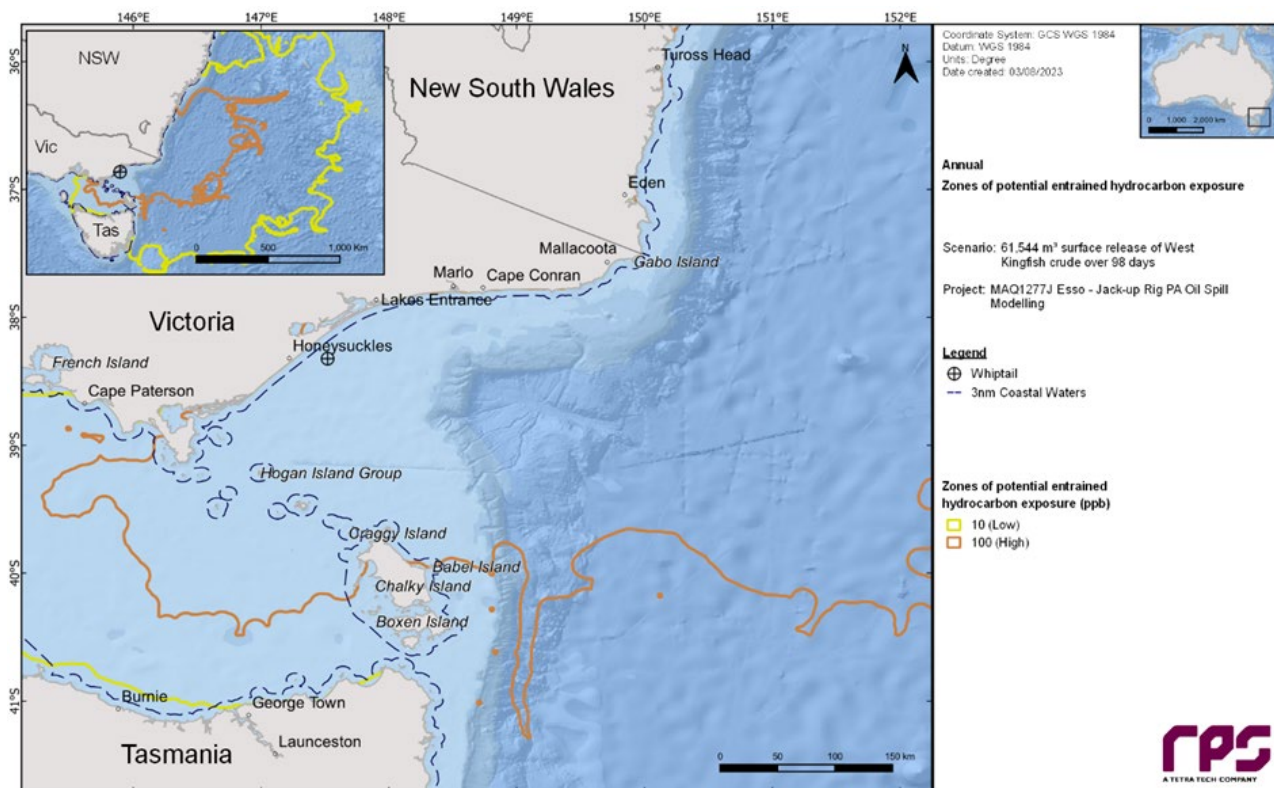 146°E
147°E
148°E
149°E
150°E
151°E
152°E
36°S
37°S
38°S
39°S
40°S
41°S
NSW
Vic
Tas
0 500 1,000 Km
New South Wales
N
Tuross Head
Eden
Mallacoota
Gabo Island
Marlo
Cape Conran
Lakes Entrance
Victoria
Honeysuckles
French Island
Cape Paterson
Hogan Island Group
Craggy Island
Babel Island
Chalky Island
Boxen Island
Burnie
George Town
Launceston
Tasmania
0 50 100 150 km
Coordinate System: GCS WGS 1984
Datum: WGS 1984
Units: Degree
Date created: 03/08/2023
0 1,000 2,000 km
Annual
Zones of potential entrained hydrocarbon exposure
Scenario: 61,544 m³ surface release of West
Kingfish crude over 98 days
Project: MAQ1277J Esso - Jack-up Rig PA Oil Spill
Modelling
Legend
Whiptail
3nm Coastal Waters
Zones of potential entrained
hydrocarbon exposure (ppb)
10 (Low)
100 (High)
rps
A TETRA TECH COMPANY